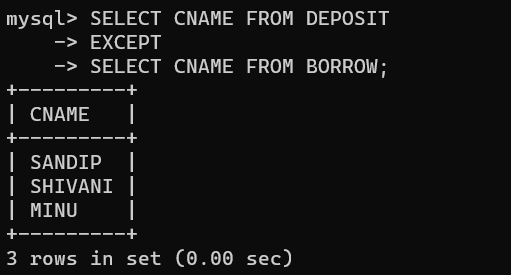 mysql> SELECT CNAME FROM DEPOSIT
    -> EXCEPT
    -> SELECT CNAME FROM BORROW;
+---------+
| CNAME   |
+---------+
| SANDIP  |
| SHIVANI |
| MINU    |
+---------+
3 rows in set (0.00 sec)